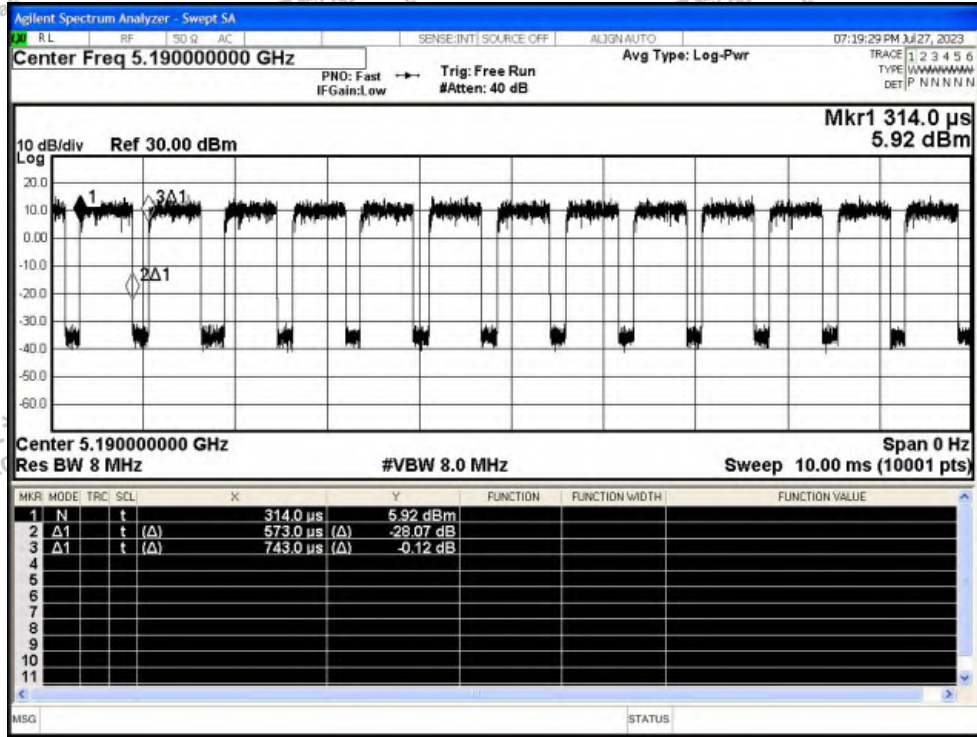 Agilent Spectrum Analyzer - Swept SA
LXI RL RF 50 Ω AC SENSE:INT SOURCE OFF ALIGN AUTO 07:19:29 PM Jul 27, 2023
Center Freq 5.190000000 GHz Avg Type: Log-Pwr TRACE 1 2 3 4 5 6
PNO: Fast Trig: Free Run TYPE WWWWWW
IFGain:Low #Atten: 40 dB DET P N N N N N
Mkr1 314.0 µs
10 dB/div Ref 30.00 dBm 5.92 dBm
Log
20.0
1 3Δ1
10.0
0.00
-10.0
2Δ1
-20.0
-30.0
-40.0
-50.0
-60.0
Center 5.190000000 GHz Span 0 Hz
Res BW 8 MHz #VBW 8.0 MHz Sweep 10.00 ms (10001 pts)
MKR MODE TRC SCL X Y FUNCTION FUNCTION WIDTH FUNCTION VALUE
1 N t 314.0 µs 5.92 dBm
2 Δ1 t (Δ) 573.0 µs (Δ) -28.07 dB
3 Δ1 t (Δ) 743.0 µs (Δ) -0.12 dB
4
5
6
7
8
9
10
11
MSG STATUS